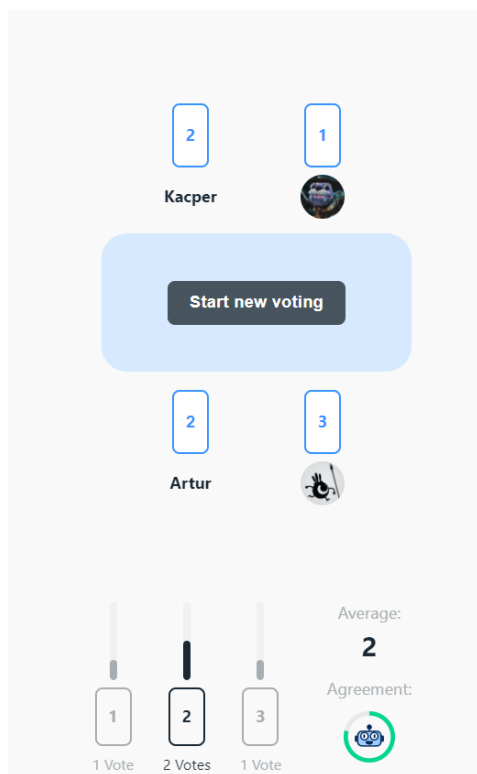 2 1
Kacper
Start new voting
2 3
Artur
Average:
2
Agreement:
1 2 3
1 Vote 2 Votes 1 Vote